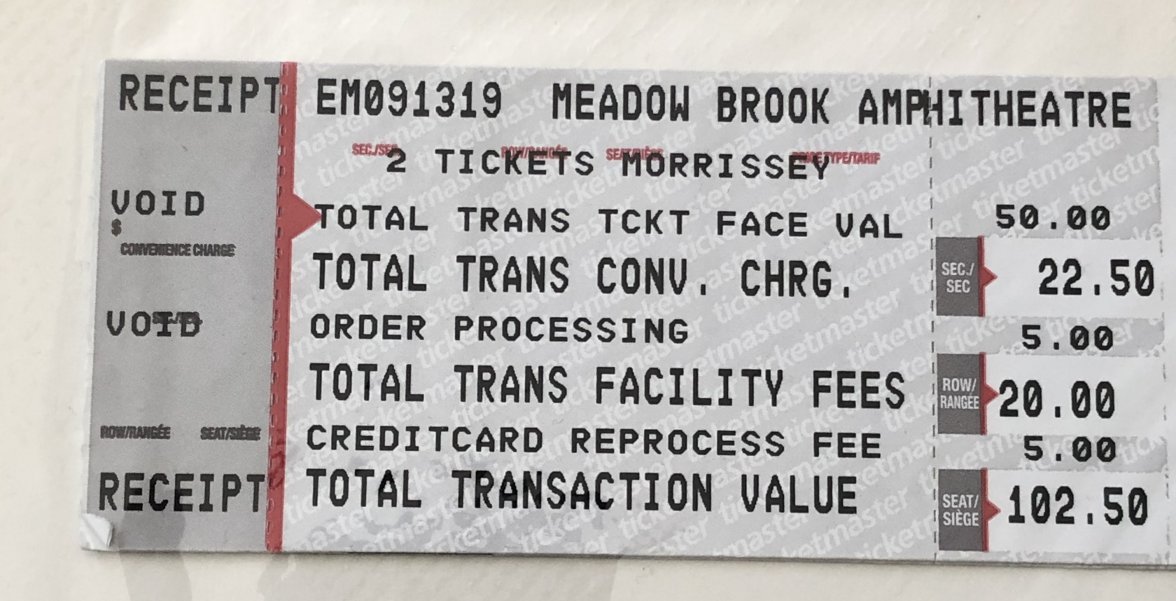 RECEIPT EM091319 MEADOW BROOK AMPHITHEATRE
SEC./SEC ROW/RANGÉE SEAT/SIÈGE PRICE TYPE/TARIF
2 TICKETS MORRISSEY
VOID
$
TOTAL TRANS TCKT FACE VAL 50.00
CONVENIENCE CHARGE
TOTAL TRANS CONV. CHRG. SEC./SEC 22.50
VOID
ORDER PROCESSING 5.00
TOTAL TRANS FACILITY FEES ROW/RANGÉE 20.00
ROW/RANGÉE SEAT/SIÈGE
CREDITCARD REPROCESS FEE 5.00
RECEIPT TOTAL TRANSACTION VALUE SEAT/SIÈGE 102.50
ticketmaster